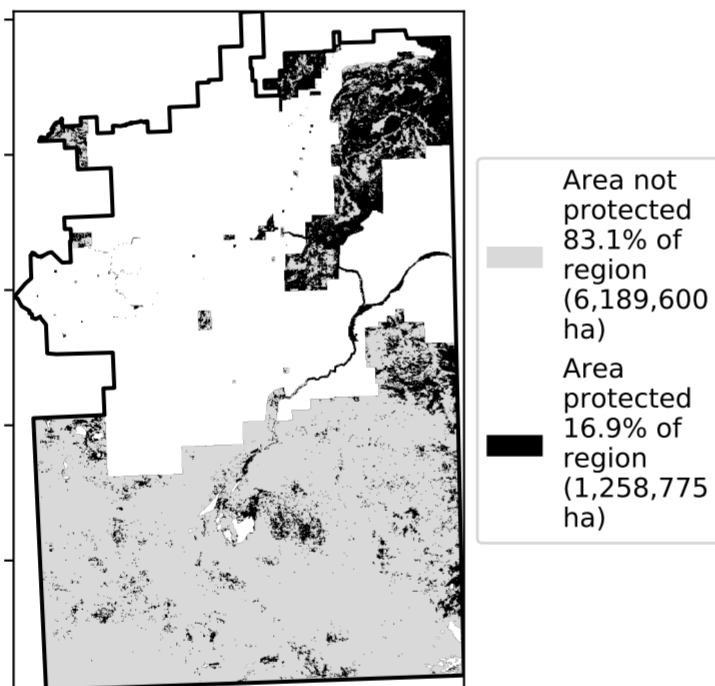 Area not
protected
83.1% of
region
(6,189,600
ha)
Area
protected
16.9% of
region
(1,258,775
ha)